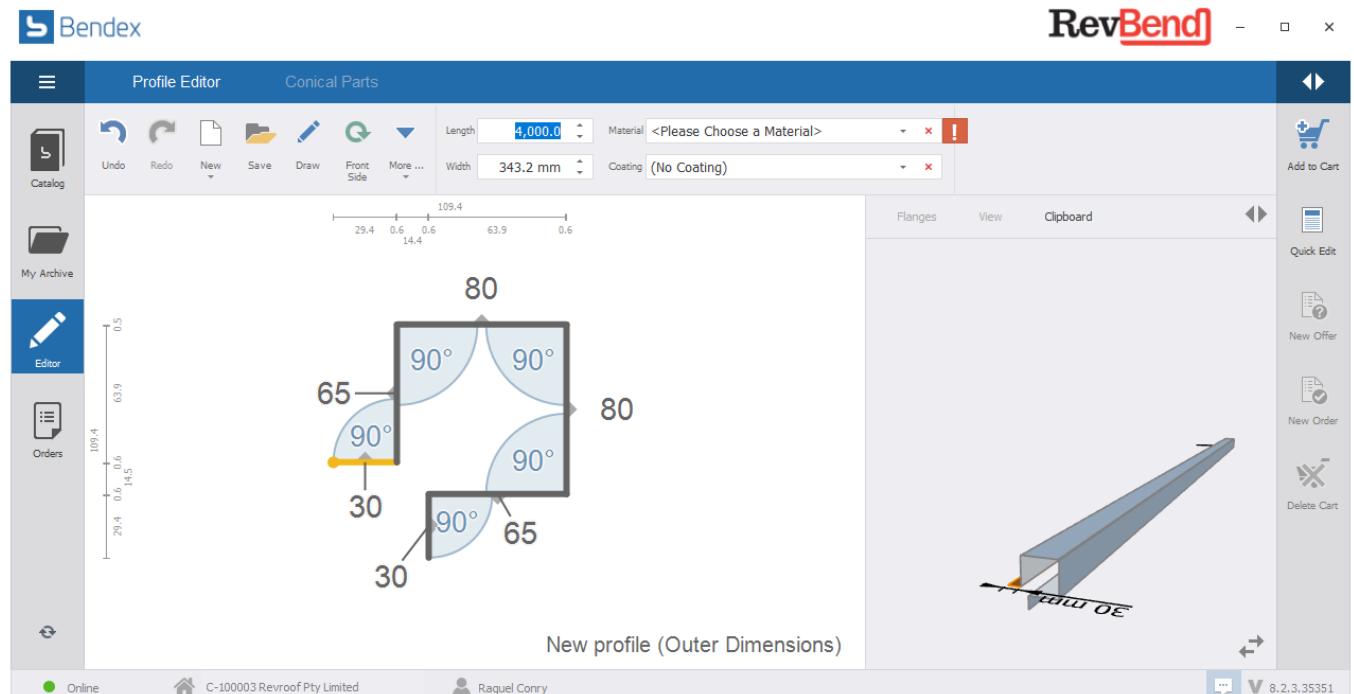 Bendex
RevBend
Profile Editor
Conical Parts
Catalog
My Archive
Editor
Orders
Undo
Redo
New
Save
Draw
Front Side
More ...
Length
4,000.0
Width
343.2 mm
Material
<Please Choose a Material>
!
Coating
(No Coating)
109.4
29.4
0.6
14.4
0.6
63.9
0.6
0.5
63.9
109.4
0.6
14.5
0.6
29.4
80
90°
90°
65
80
90°
90°
30
90°
65
30
New profile (Outer Dimensions)
Flanges
View
Clipboard
30 mm
Add to Cart
Quick Edit
New Offer
New Order
Delete Cart
Online
C-100003 Revroof Pty Limited
Raquel Conry
V 8.2.3.35351